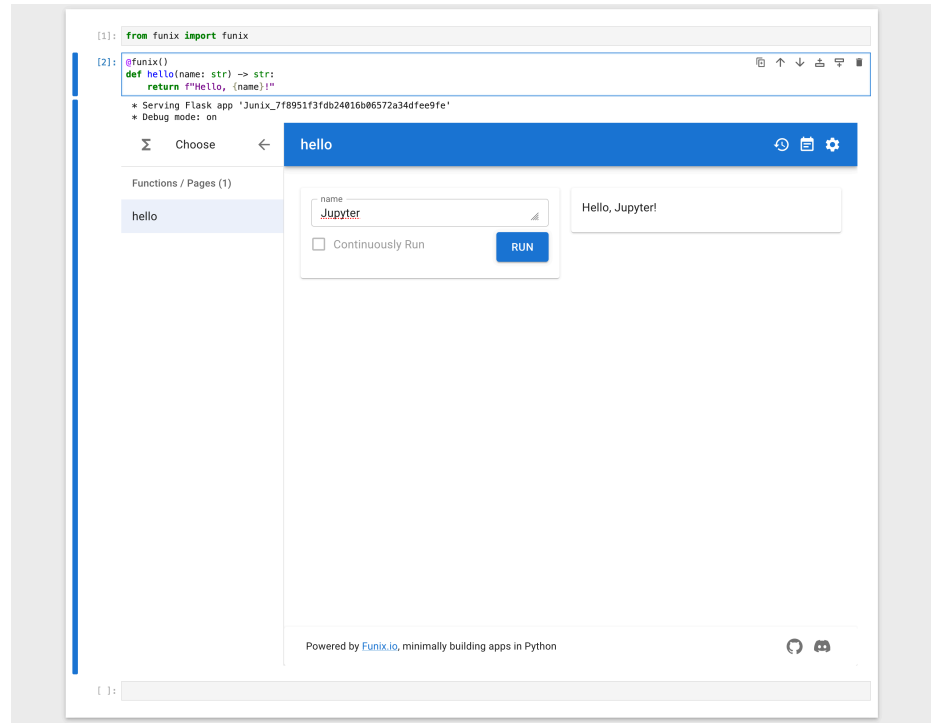 [1]: from funix import funix
[2]: @funix()
def hello(name: str) -> str:
    return f"Hello, {name}!"
* Serving Flask app 'Junix_7f8951f3fdb24016b06572a34dfee9fe'
* Debug mode: on
Choose
hello
Functions / Pages (1)
hello
name
Jupyter
Continuously Run
RUN
Hello, Jupyter!
Powered by Funix.io, minimally building apps in Python
[ ]: